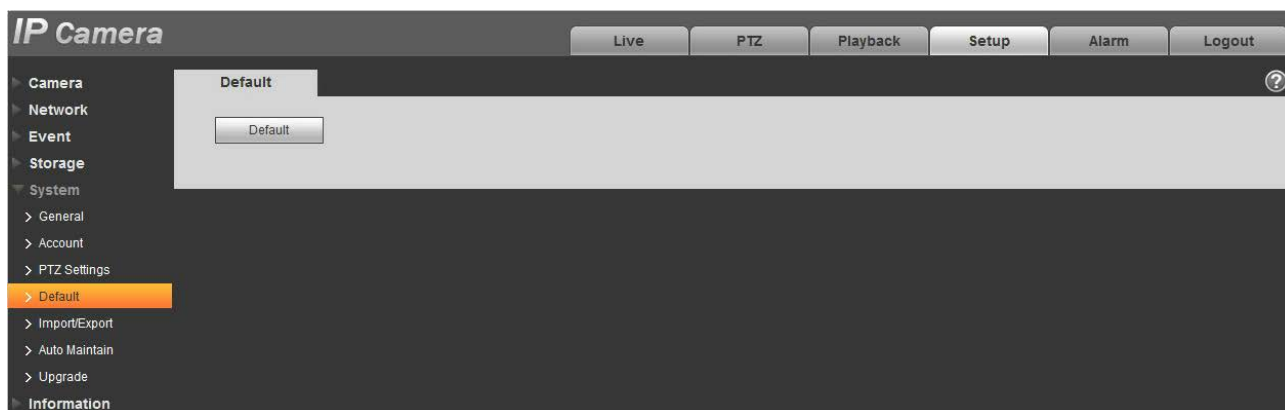 IP Camera
Live PTZ Playback Setup Alarm Logout
Camera
Network
Event
Storage
System
General
Account
PTZ Settings
Default
Import/Export
Auto Maintain
Upgrade
Information
Default
?
Default